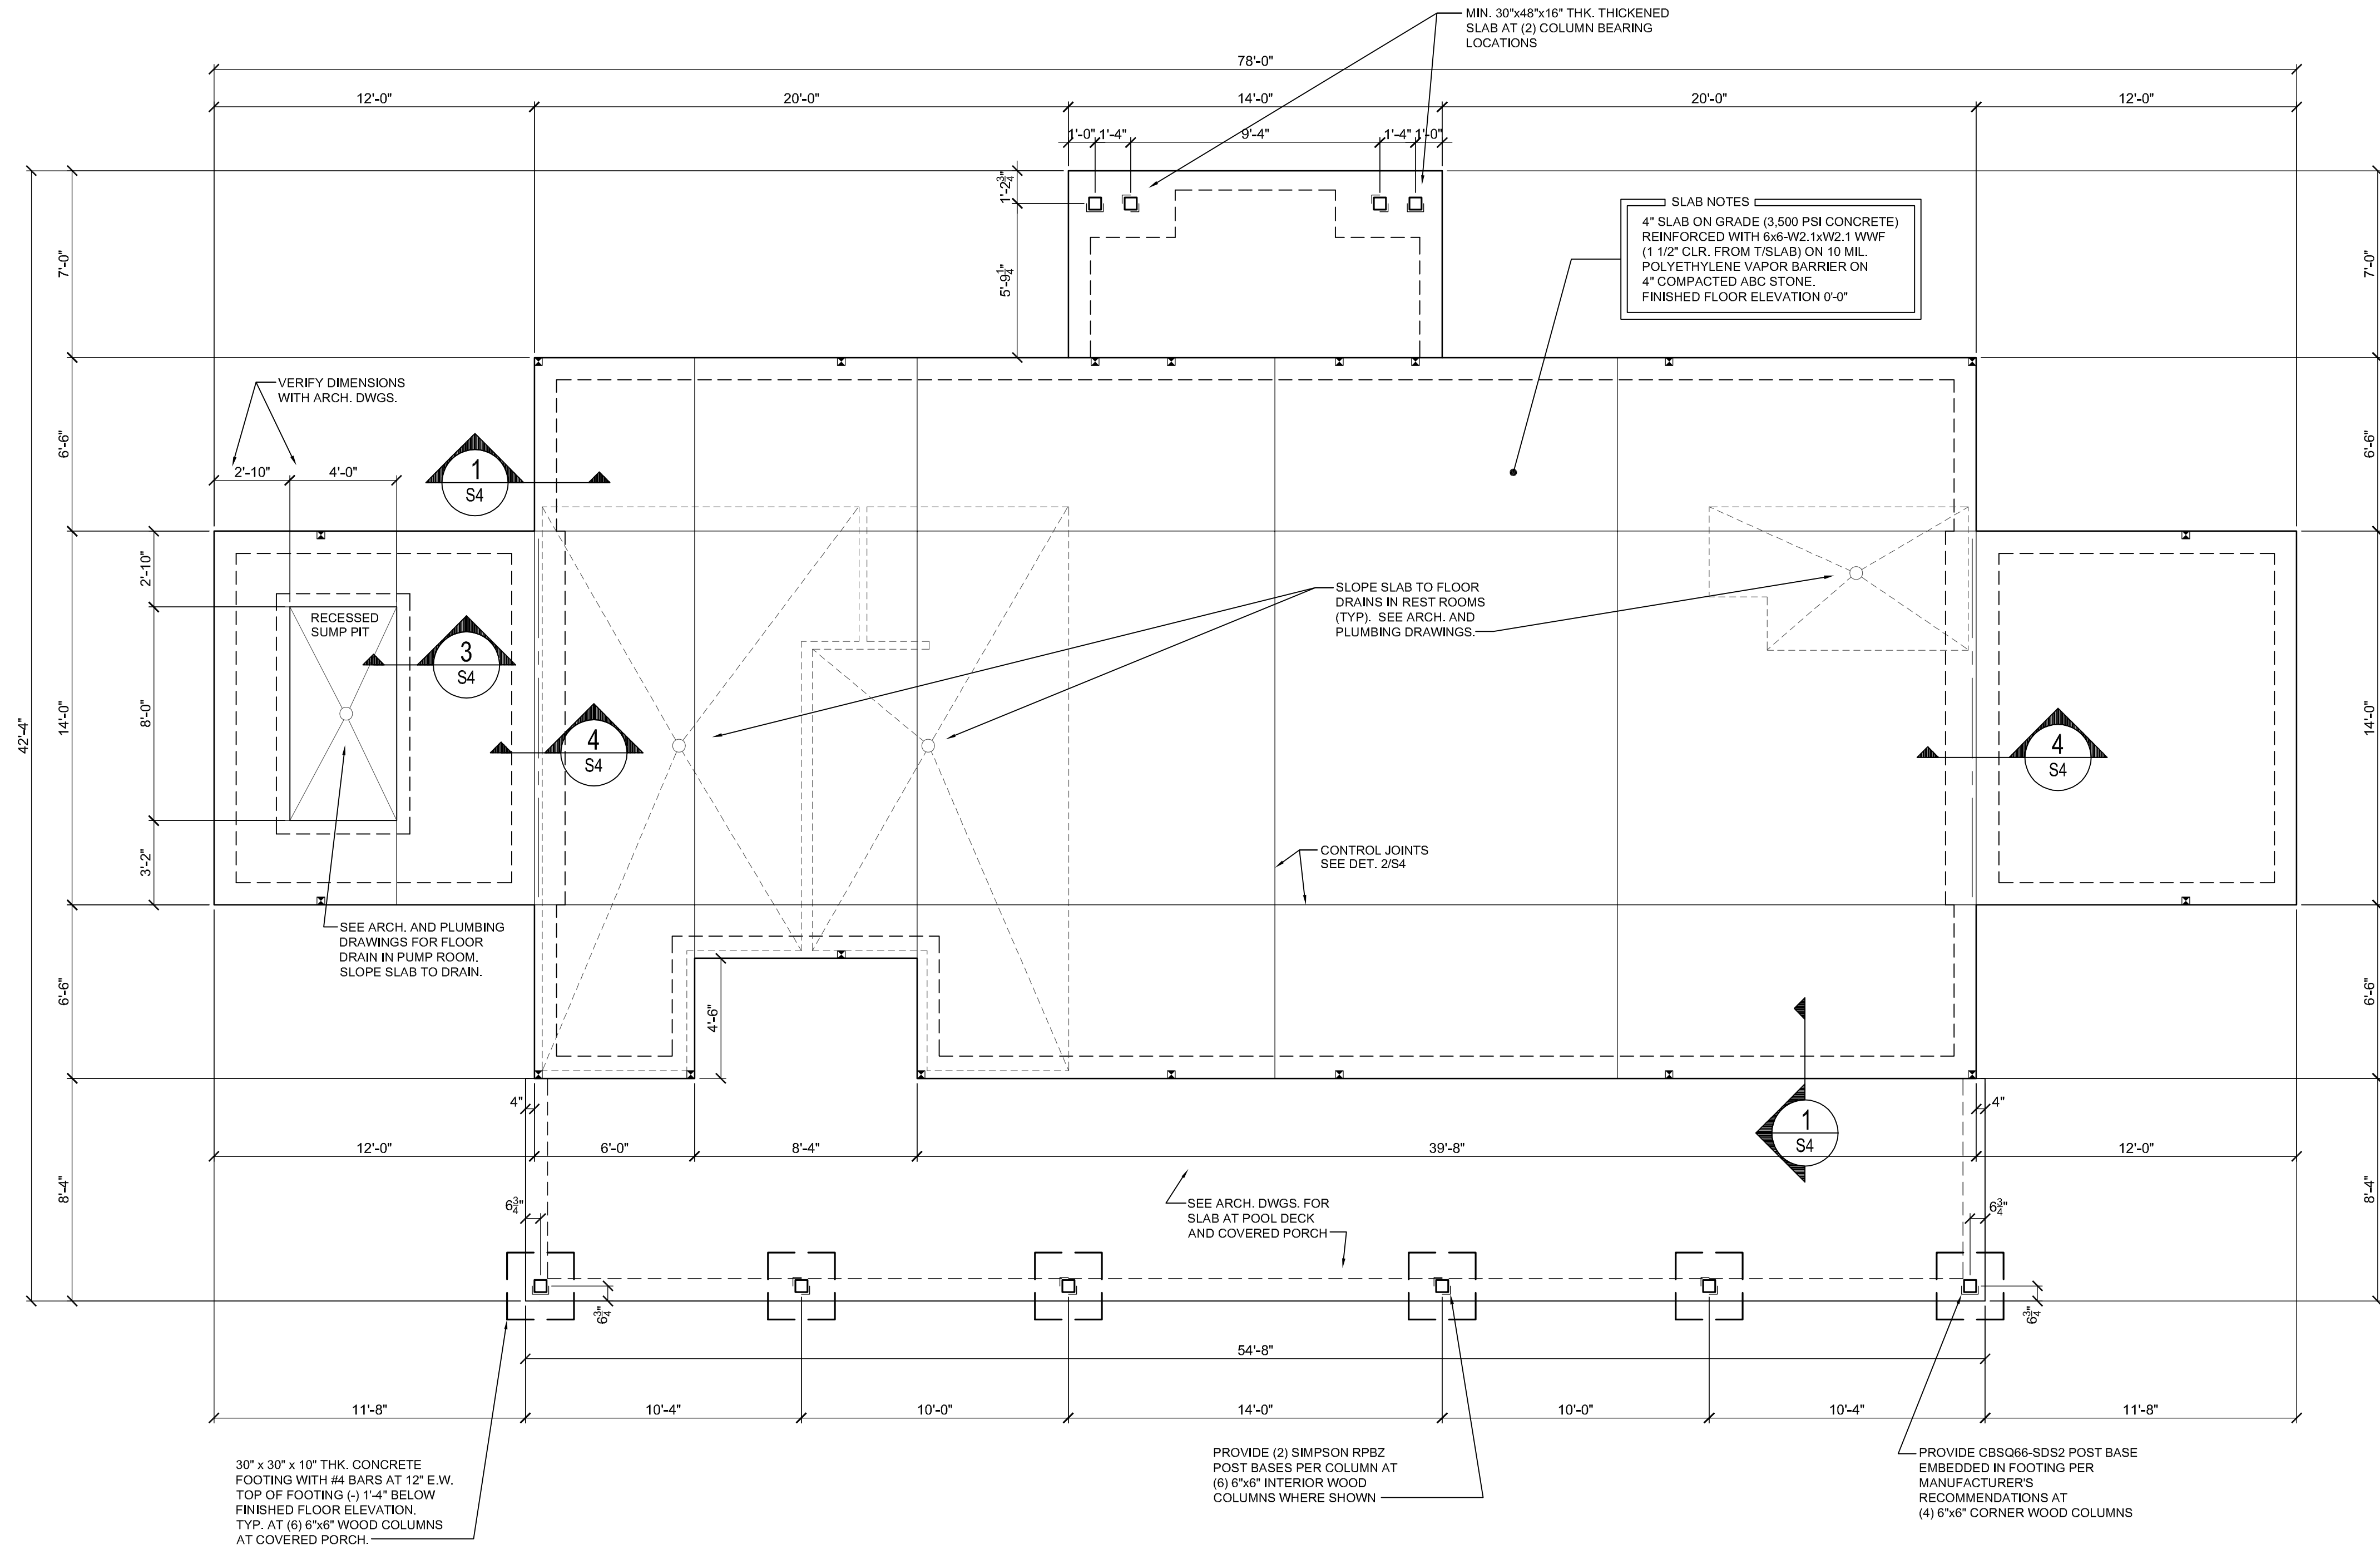 MIN. 30"x48"x16" THK. THICKENED
SLAB AT (2) COLUMN BEARING
LOCATIONS
78'-0"
12'-0"
20'-0"
14'-0"
20'-0"
12'-0"
1'-0"
1'-4"
9'-4"
1'-4"
1'-0"
1'-2 3/4"
5'-9 1/4"
7'-0"
7'-0"
SLAB NOTES
4" SLAB ON GRADE (3,500 PSI CONCRETE)
REINFORCED WITH 6x6-W2.1xW2.1 WWF
(1 1/2" CLR. FROM T/SLAB) ON 10 MIL.
POLYETHYLENE VAPOR BARRIER ON
4" COMPACTED ABC STONE.
FINISHED FLOOR ELEVATION 0'-0"
VERIFY DIMENSIONS
WITH ARCH. DWGS.
6'-6"
6'-6"
2'-10"
4'-0"
1
S4
2'-10"
RECESSED
SUMP PIT
3
S4
SLOPE SLAB TO FLOOR
DRAINS IN REST ROOMS
(TYP). SEE ARCH. AND
PLUMBING DRAWINGS.
42'-4"
14'-0"
8'-0"
4
S4
4
S4
14'-0"
3'-2"
CONTROL JOINTS
SEE DET. 2/S4
SEE ARCH. AND PLUMBING
DRAWINGS FOR FLOOR
DRAIN IN PUMP ROOM.
SLOPE SLAB TO DRAIN.
6'-6"
4'-6"
6'-6"
4"
4"
1
S4
12'-0"
6'-0"
8'-4"
39'-8"
12'-0"
8'-4"
8'-4"
6 3/4"
SEE ARCH. DWGS. FOR
SLAB AT POOL DECK
AND COVERED PORCH
6 3/4"
6 3/4"
6 3/4"
54'-8"
11'-8"
10'-4"
10'-0"
14'-0"
10'-0"
10'-4"
11'-8"
30" x 30" x 10" THK. CONCRETE
FOOTING WITH #4 BARS AT 12" E.W.
TOP OF FOOTING (-) 1'-4" BELOW
FINISHED FLOOR ELEVATION.
TYP. AT (6) 6"x6" WOOD COLUMNS
AT COVERED PORCH.
PROVIDE (2) SIMPSON RPBZ
POST BASES PER COLUMN AT
(6) 6"x6" INTERIOR WOOD
COLUMNS WHERE SHOWN
PROVIDE CBSQ66-SDS2 POST BASE
EMBEDDED IN FOOTING PER
MANUFACTURER'S
RECOMMENDATIONS AT
(4) 6"x6" CORNER WOOD COLUMNS